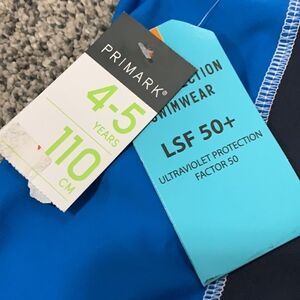 PRIMARK®
4-5
YEARS
110
CM
SWIMWEAR
LSF 50+
ULTRAVIOLET PROTECTION
FACTOR 50